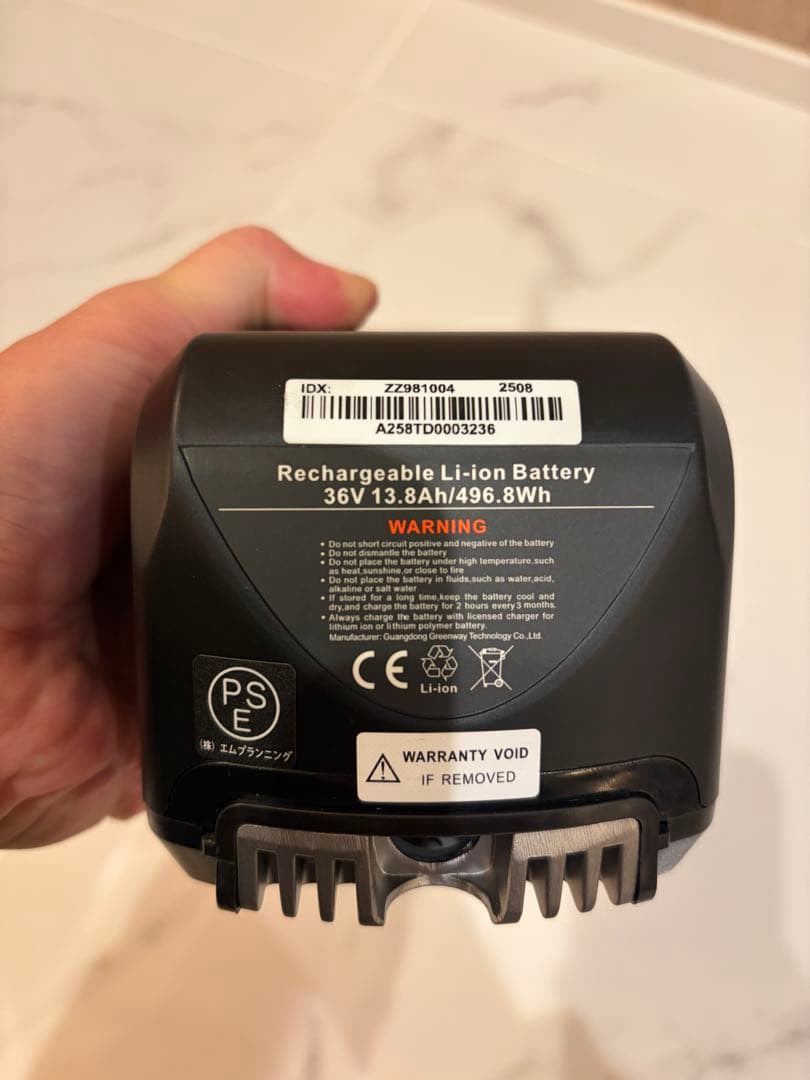 IDX: ZZ981004 2508
A258TD0003236
Rechargeable Li-ion Battery
36V 13.8Ah/496.8Wh
WARNING
• Do not short circuit positive and negative of the battery
• Do not dismantle the battery
• Do not place the battery under high temperature,such
as heat,sunshine,or close to fire
• Do not place the battery in fluids,such as water,acid,
alkaline or salt water
• If stored for a long time,keep the battery cool and
dry,and charge the battery for 2 hours every 3 months.
• Always charge the battery with licensed charger for
lithium ion or lithium polymer battery.
Manufacturer: Guangdong Greenway Technology Co.,Ltd.
CE
Li-ion
PS
E
(株) エムプランニング
WARRANTY VOID
IF REMOVED